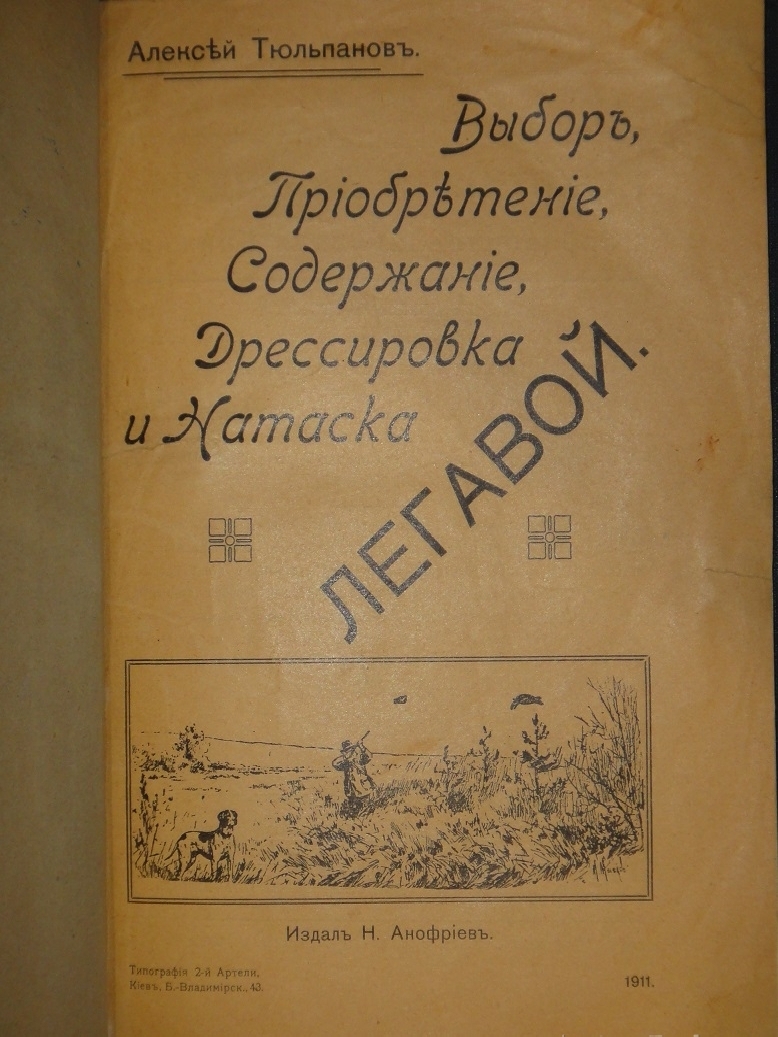 Алексѣй Тюльпановъ.
Выборъ,
Пріобрѣтеніе,
Содержаніе,
Дрессировка
и Натаска
ЛЕГАВОЙ.
Издалъ Н. Анофріевъ.
Типографія 2-й Артели,
Кіевъ, Б.-Владимірск., 43.
1911.